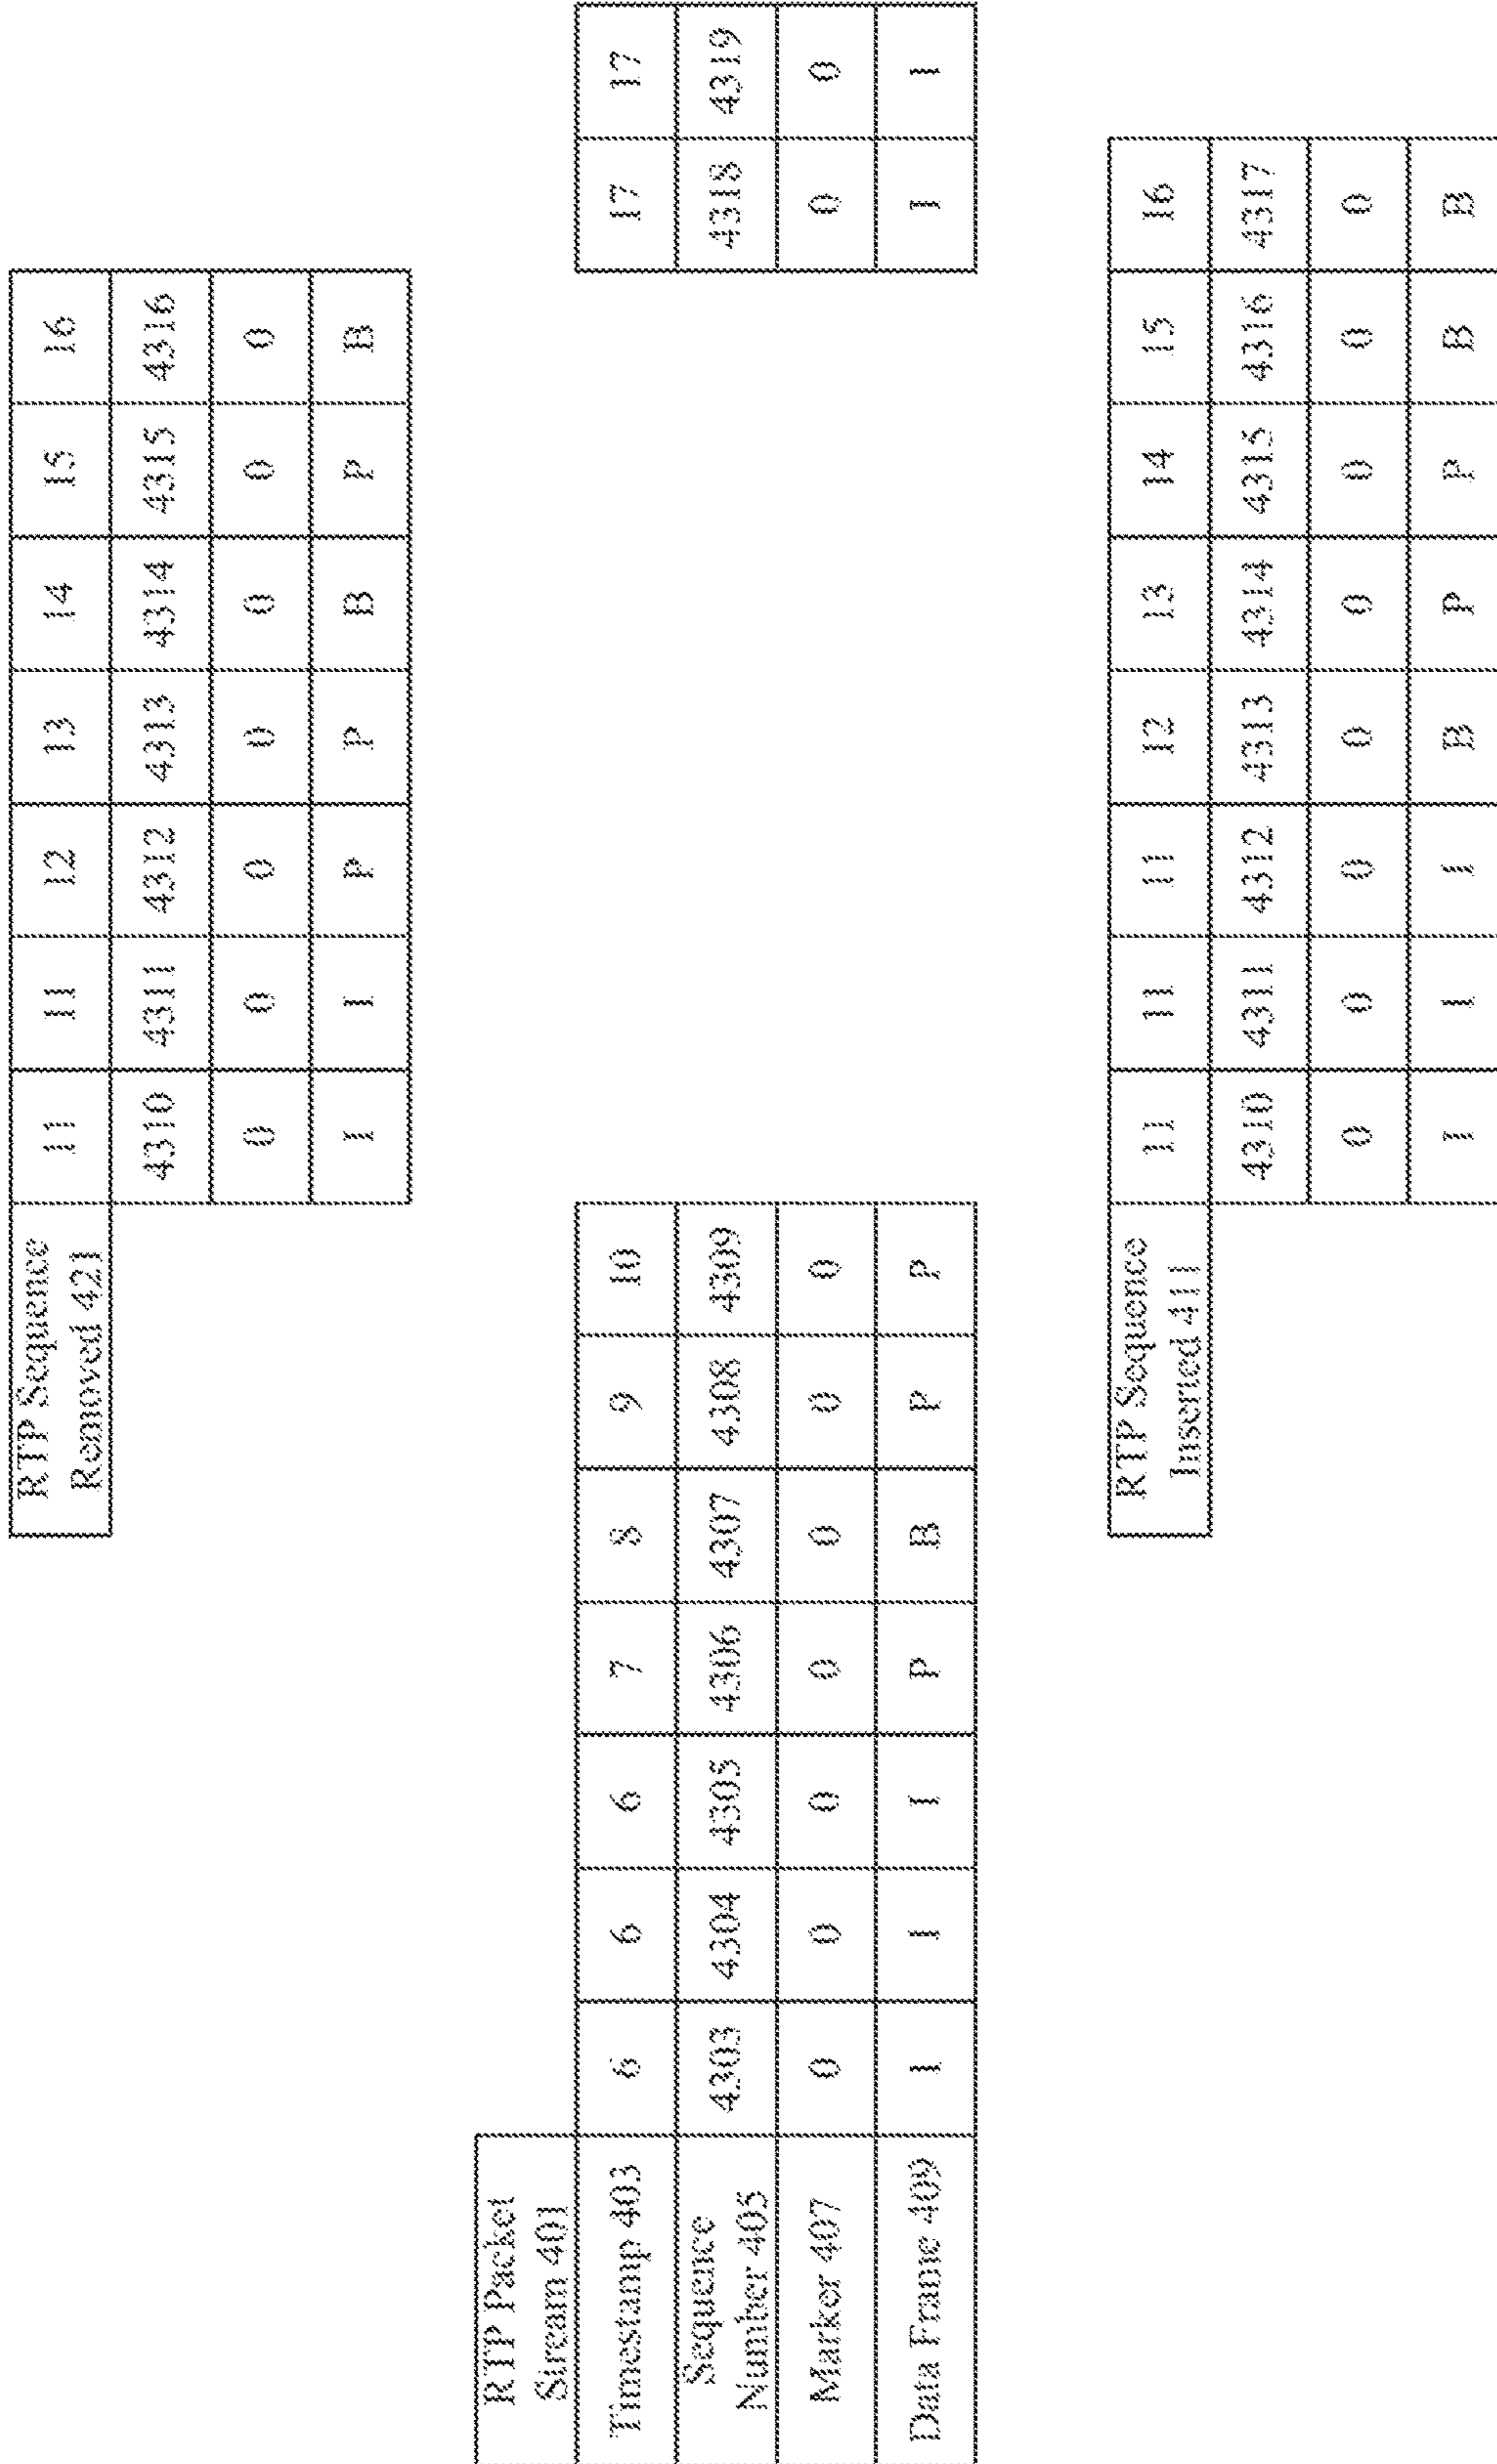 RTP Sequence
Removed 421
11 11 12 13 14 15 16
4310 4311 4312 4313 4314 4315 4316
0 0 0 0 0 0 0
I I P P B P B
RTP Packet
Stream 401
Timestamp 403 6 6 6 7 8 9 10 17 17
Sequence
Number 405 4303 4304 4305 4306 4307 4308 4309 4318 4319
Marker 407 0 0 0 0 0 0 0 0 0
Data Frame 409 I I I P B P P I I
RTP Sequence
Inserted 411
11 11 11 12 13 14 15 16
4310 4311 4312 4313 4314 4315 4316 4317
0 0 0 0 0 0 0 0
I I I B P P B B